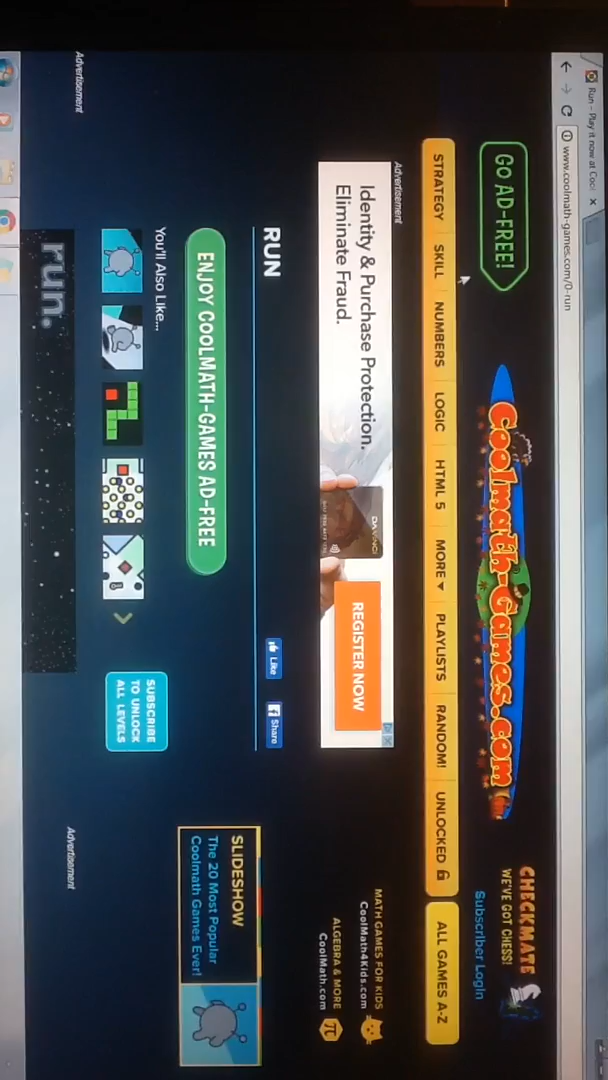 Run - Play it now at Coo
www.coolmath-games.com/0-run
GO AD-FREE!
Coolmath-Games.com
CHECKMATE
WE'VE GOT CHESS!
Subscriber Login
STRATEGY
SKILL
NUMBERS
LOGIC
HTML 5
MORE
PLAYLISTS
RANDOM!
UNLOCKED
ALL GAMES A-Z
Advertisement
Identity & Purchase Protection.
Eliminate Fraud.
REGISTER NOW
MATH GAMES FOR KIDS
CoolMath4Kids.com
ALGEBRA & MORE
CoolMath.com
RUN
Like
Share
ENJOY COOLMATH-GAMES AD-FREE
SLIDESHOW
The 20 Most Popular
Coolmath Games Ever!
You'll Also Like...
SUBSCRIBE
TO UNLOCK
ALL LEVELS
Advertisement
run.
Advertisement